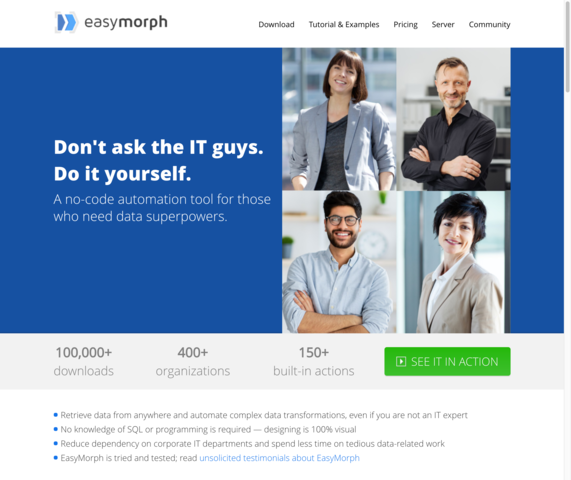 easymorph
Download Tutorial & Examples Pricing Server Community
Don't ask the IT guys.
Do it yourself.
A no-code automation tool for those
who need data superpowers.
100,000+ 400+ 150+
downloads organizations built-in actions
SEE IT IN ACTION
Retrieve data from anywhere and automate complex data transformations, even if you are not an IT expert
No knowledge of SQL or programming is required — designing is 100% visual
Reduce dependency on corporate IT departments and spend less time on tedious data-related work
EasyMorph is tried and tested; read unsolicited testimonials about EasyMorph